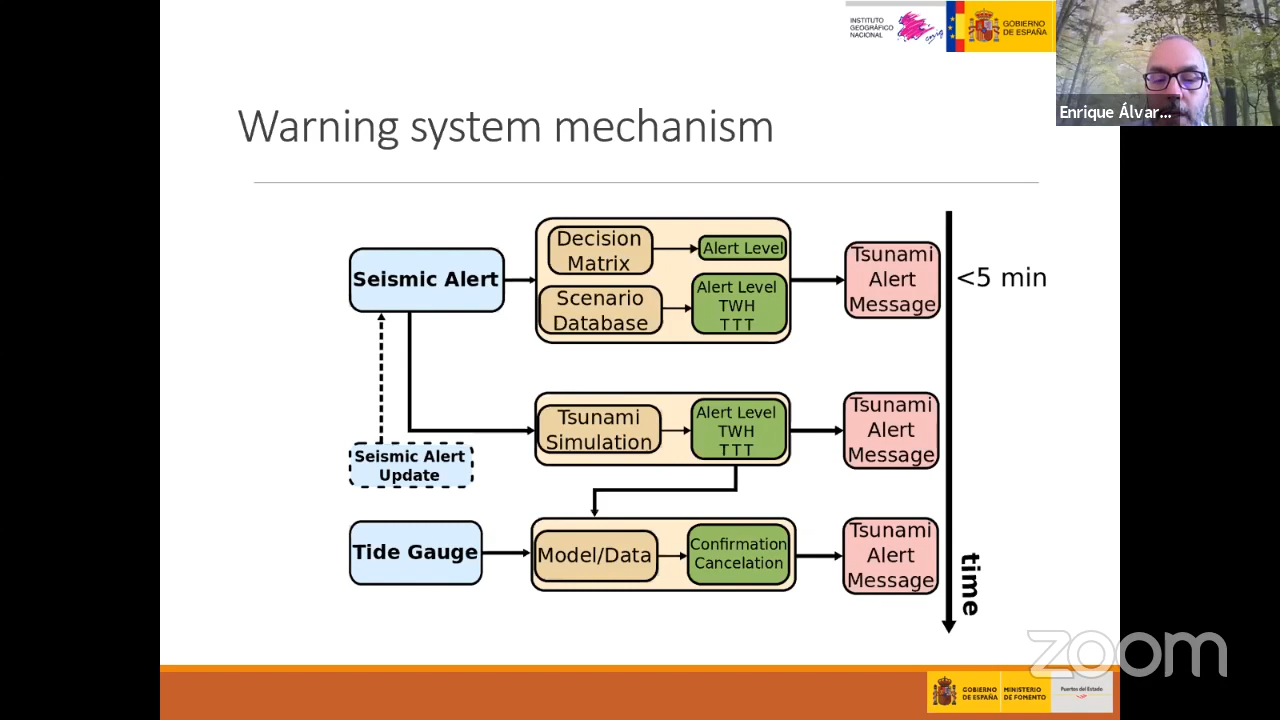 INSTITUTO
GEOGRÁFICO
NACIONAL
cnig
GOBIERNO
DE ESPAÑA
Enrique Álvar...
Warning system mechanism
Seismic Alert
Decision
Matrix
Alert Level
Scenario
Database
Alert Level
TWH
TTT
Tsunami
Alert
Message
<5 min
Tsunami
Simulation
Alert Level
TWH
TTT
Tsunami
Alert
Message
Seismic Alert
Update
Tide Gauge
Model/Data
Confirmation
Cancelation
Tsunami
Alert
Message
time
zoom
GOBIERNO
DE ESPAÑA
MINISTERIO
DE FOMENTO
Puertos del Estado